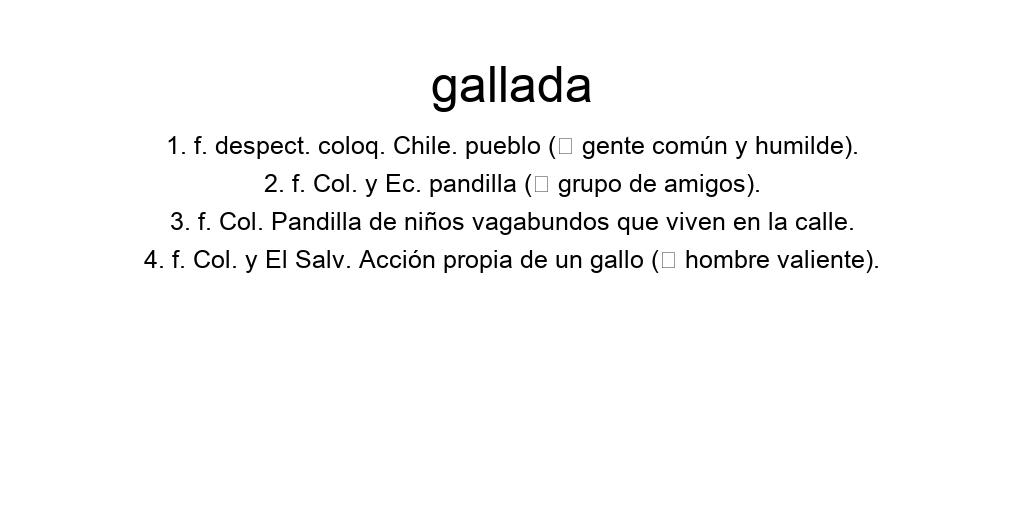 gallada
1. f. despect. coloq. Chile. pueblo (▯ gente común y humilde).
2. f. Col. y Ec. pandilla (▯ grupo de amigos).
3. f. Col. Pandilla de niños vagabundos que viven en la calle.
4. f. Col. y El Salv. Acción propia de un gallo (▯ hombre valiente).